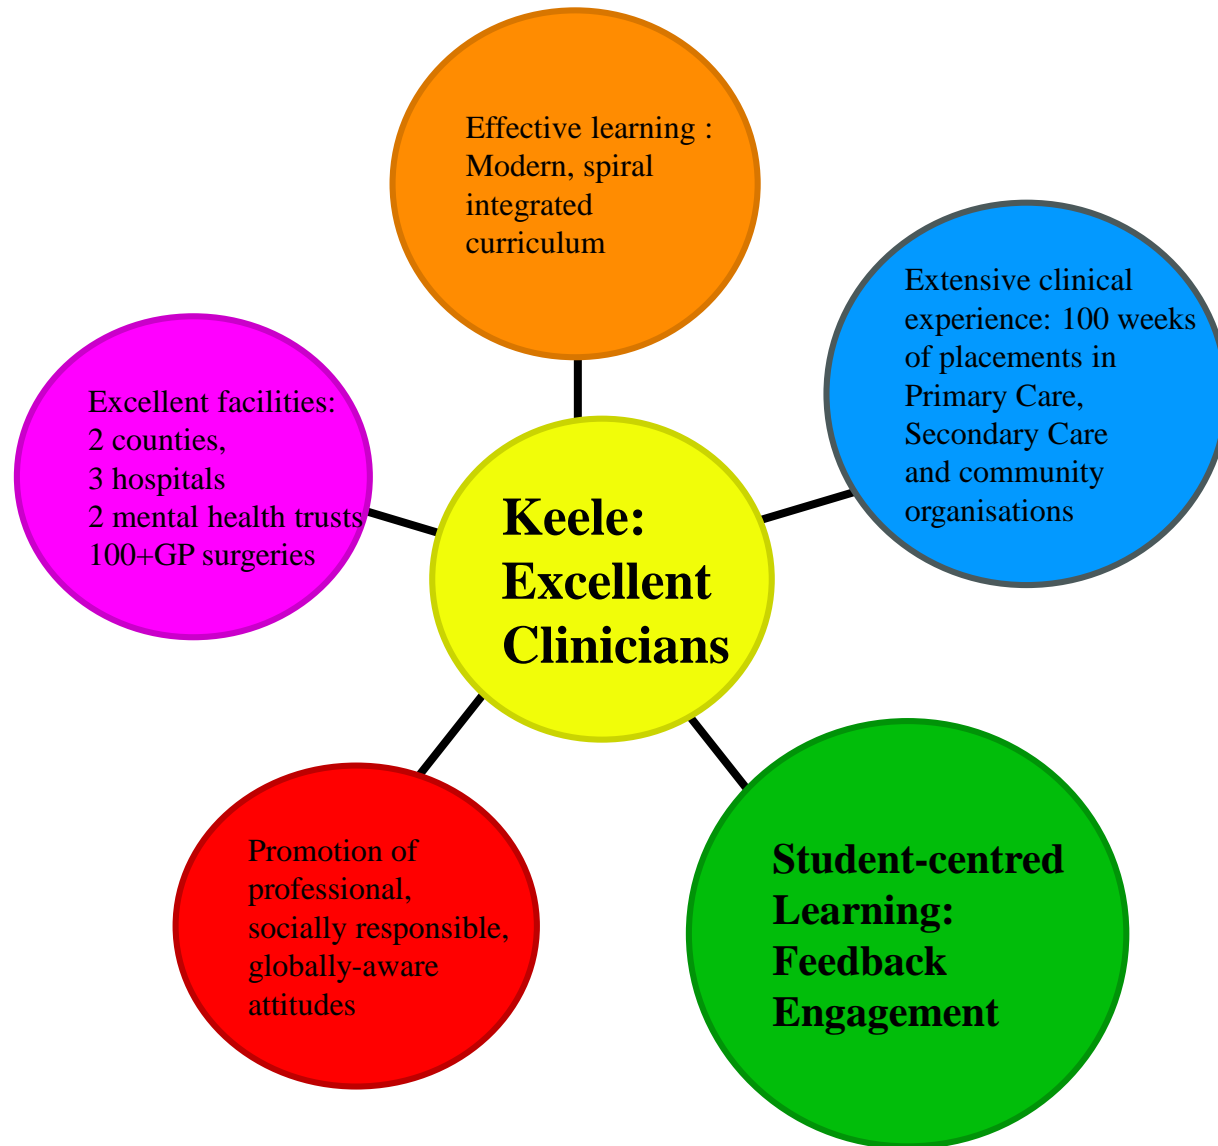 Effective learning :
Modern, spiral
integrated
curriculum
Extensive clinical
experience: 100 weeks
of placements in
Primary Care,
Secondary Care
and community
organisations
Excellent facilities:
2 counties,
3 hospitals
2 mental health trusts
100+GP surgeries
Keele:
Excellent
Clinicians
Promotion of
professional,
socially responsible,
globally-aware
attitudes
Student-centred
Learning:
Feedback
Engagement